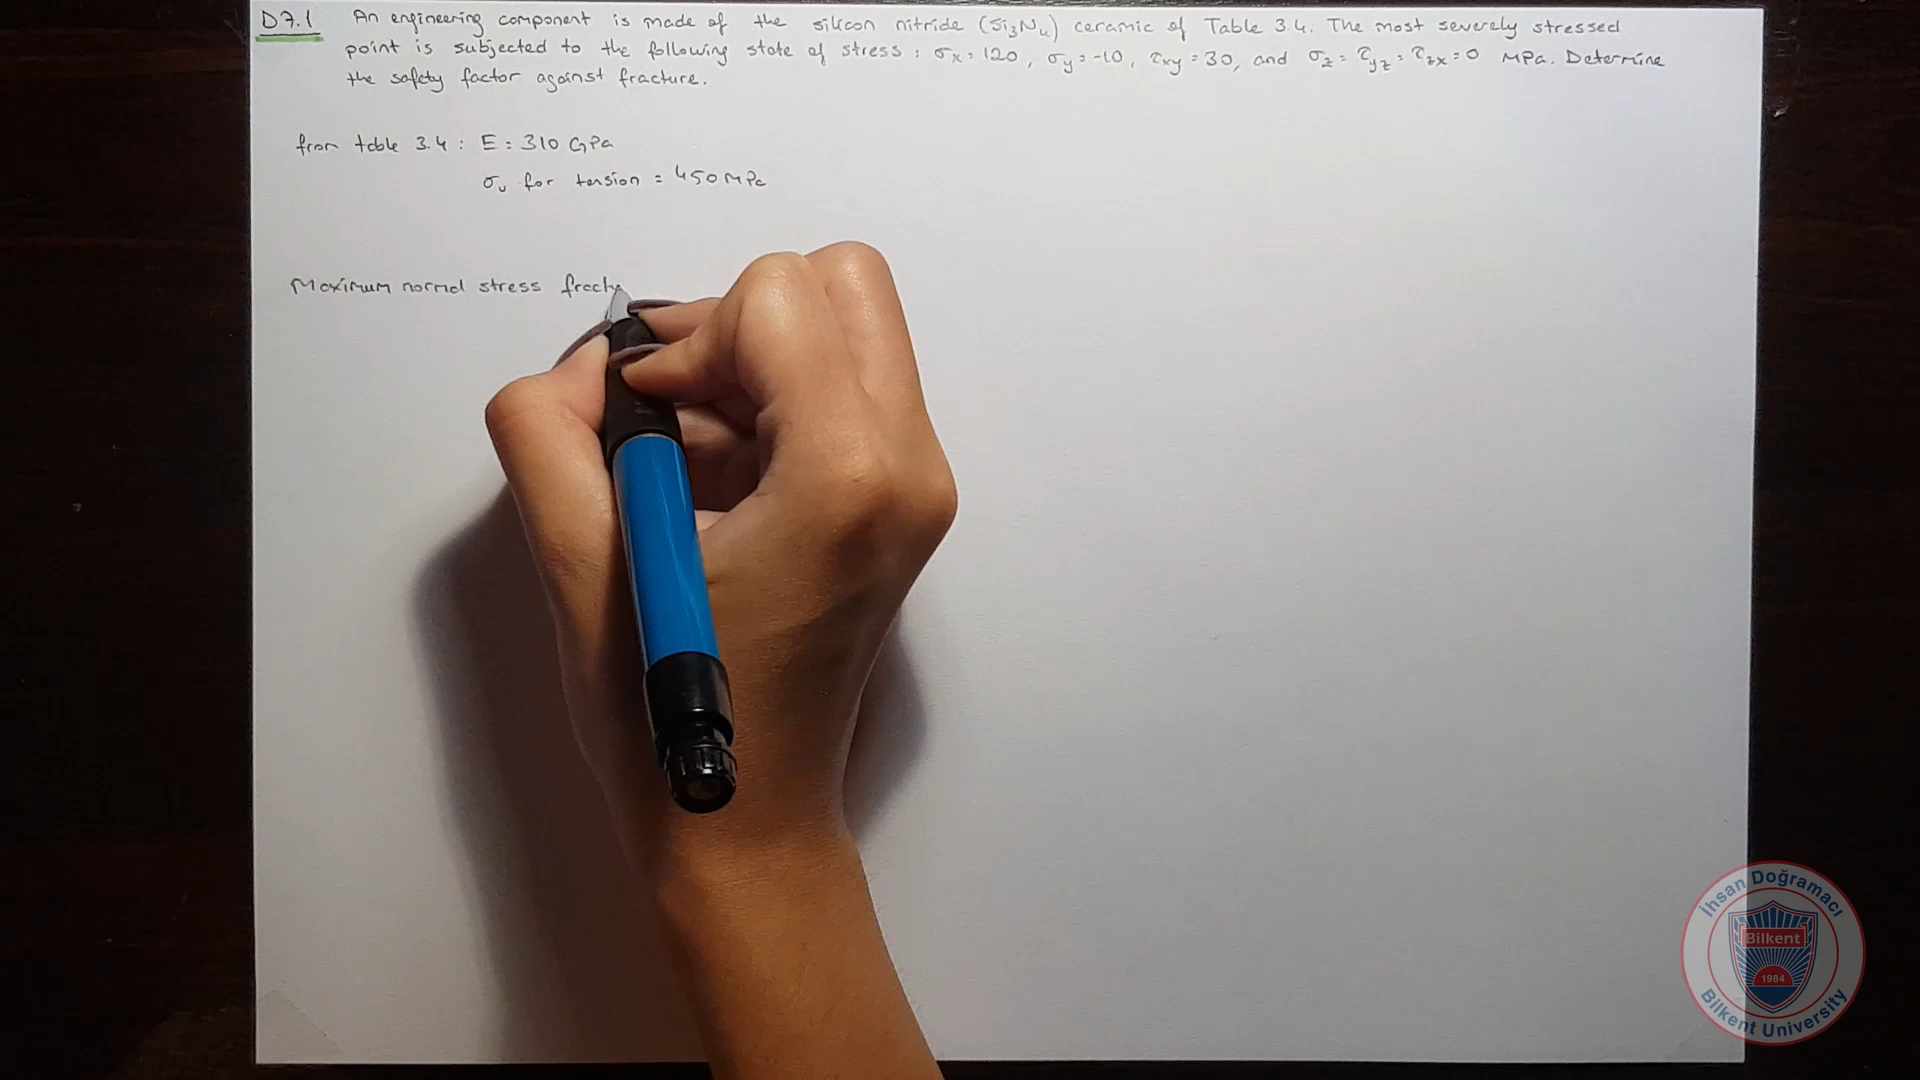 D7.1 An engineering component is made of the silicon nitride (Si₃N₄) ceramic of Table 3.4. The most severely stressed
point is subjected to the following state of stress : σx = 120 , σy = -10 , τxy = 30, and σz = τyz = τzx = 0 MPa. Determine
the safety factor against fracture.
from table 3.4 : E = 310 GPa
σu for tension = 450 MPa
Maximum normal stress
İhsan Doğramacı
Bilkent
1984
Bilkent University